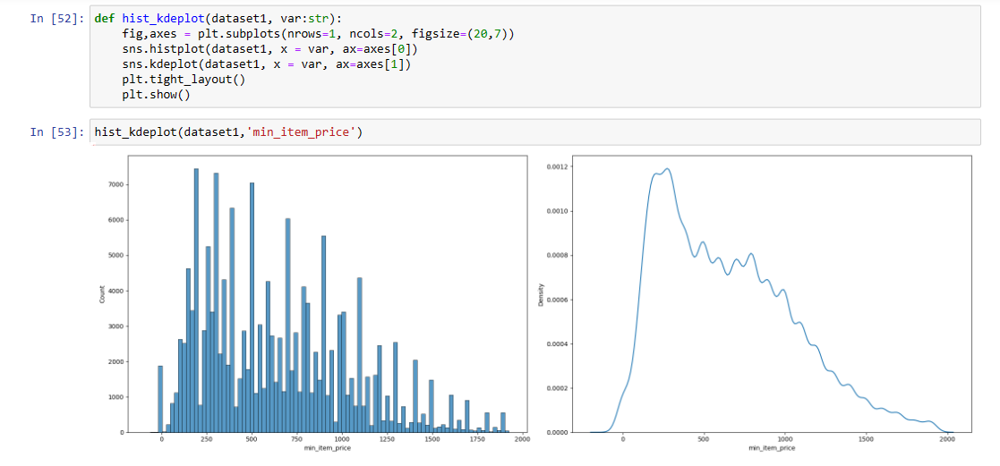 In [52]: def hist_kdeplot(dataset1, var:str):
fig,axes = plt.subplots(nrows=1, ncols=2, figsize=(20,7))
sns.histplot(dataset1, x = var, ax=axes[0])
sns.kdeplot(dataset1, x = var, ax=axes[1])
plt.tight_layout()
plt.show()
In [53]: hist_kdeplot(dataset1,'min_item_price')
7000
6000
5000
4000
3000
2000
1000
0
Count
0 250 500 750 1000 1250 1500 1750 2000
min_item_price
0.0012
0.0010
0.0008
0.0006
0.0004
0.0002
0.0000
Density
0 500 1000 1500 2000
min_item_price